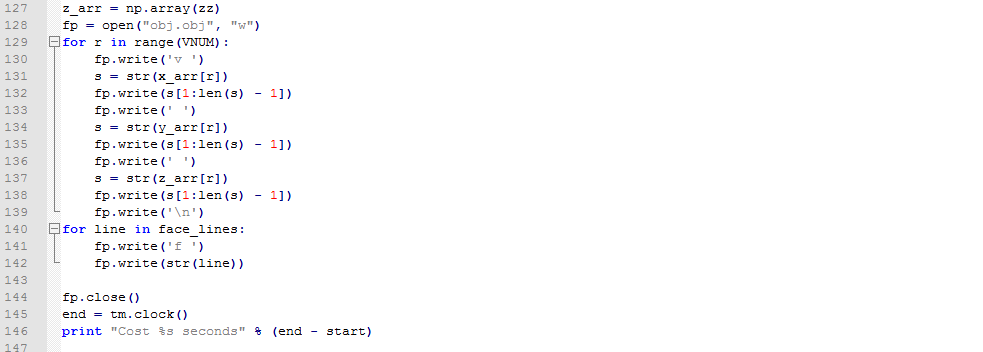 127 z_arr = np.array(zz)
128 fp = open("obj.obj", "w")
129 for r in range(VNUM):
130     fp.write('v ')
131     s = str(x_arr[r])
132     fp.write(s[1:len(s) - 1])
133     fp.write(' ')
134     s = str(y_arr[r])
135     fp.write(s[1:len(s) - 1])
136     fp.write(' ')
137     s = str(z_arr[r])
138     fp.write(s[1:len(s) - 1])
139     fp.write('\n')
140 for line in face_lines:
141     fp.write('f ')
142     fp.write(str(line))
143
144 fp.close()
145 end = tm.clock()
146 print "Cost %s seconds" % (end - start)
147